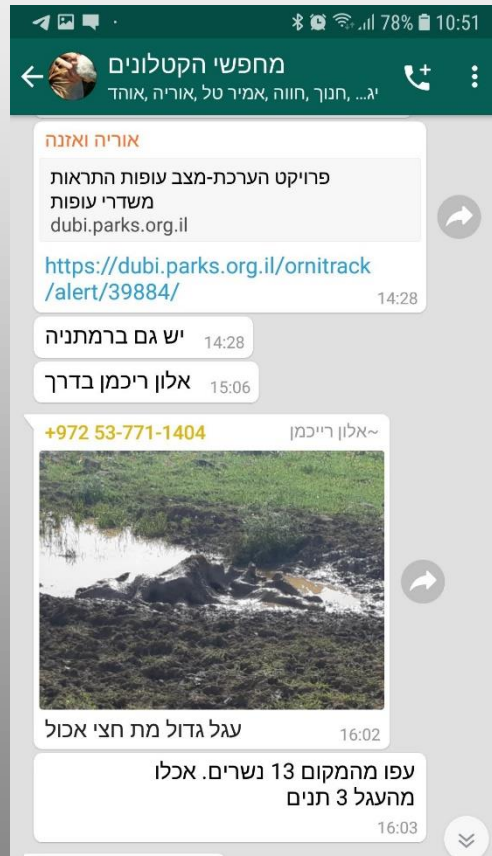 78% 10:51
מחפשי הקטלונים
יג..., חנוך, חווה, אמיר טל, אוריה, אוהד
אוריה ואזנה
פרויקט הערכת-מצב עופות התראות
משדרי עופות
dubi.parks.org.il
https://dubi.parks.org.il/ornitrack
/alert/39884/
14:28
יש גם ברמתניה 14:28
אלון ריכמן בדרך 15:06
+972 53-771-1404 ~אלון רייכמן
עגל גדול מת חצי אכול 16:02
עפו מהמקום 13 נשרים. אכלו
מהעגל 3 תנים
16:03